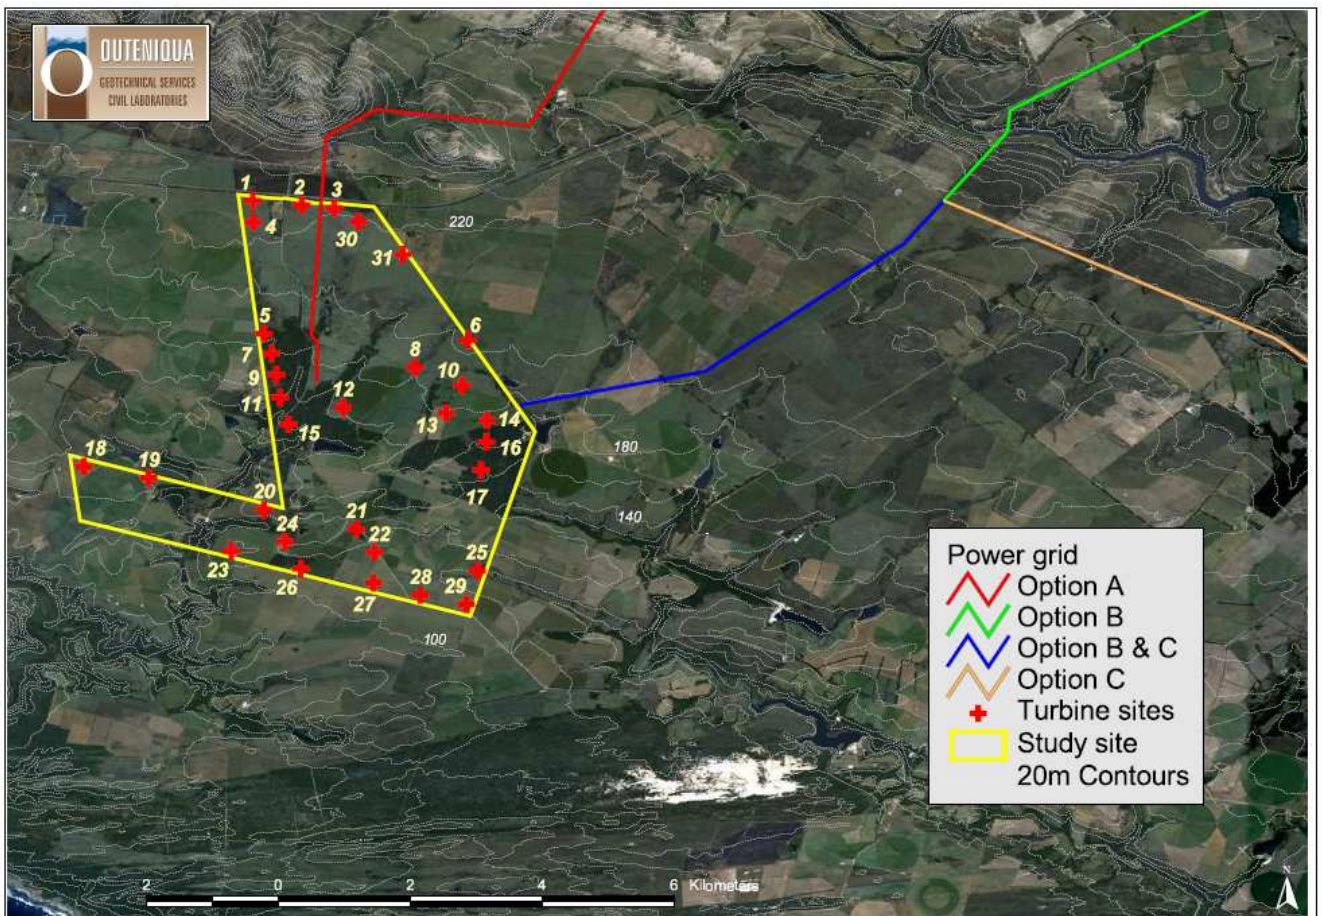 OUTENIQUA
GEOTECHNICAL SERVICES
CIVIL LABORATORIES
1
2
3
4
30
220
31
5
6
7
8
9
10
11
12
13
14
15
16
180
17
18
19
20
21
140
24
22
23
25
26
27
28
29
100
Power grid
Option A
Option B
Option B & C
Option C
Turbine sites
Study site
20m Contours
2 0 2 4 6 Kilometers
N